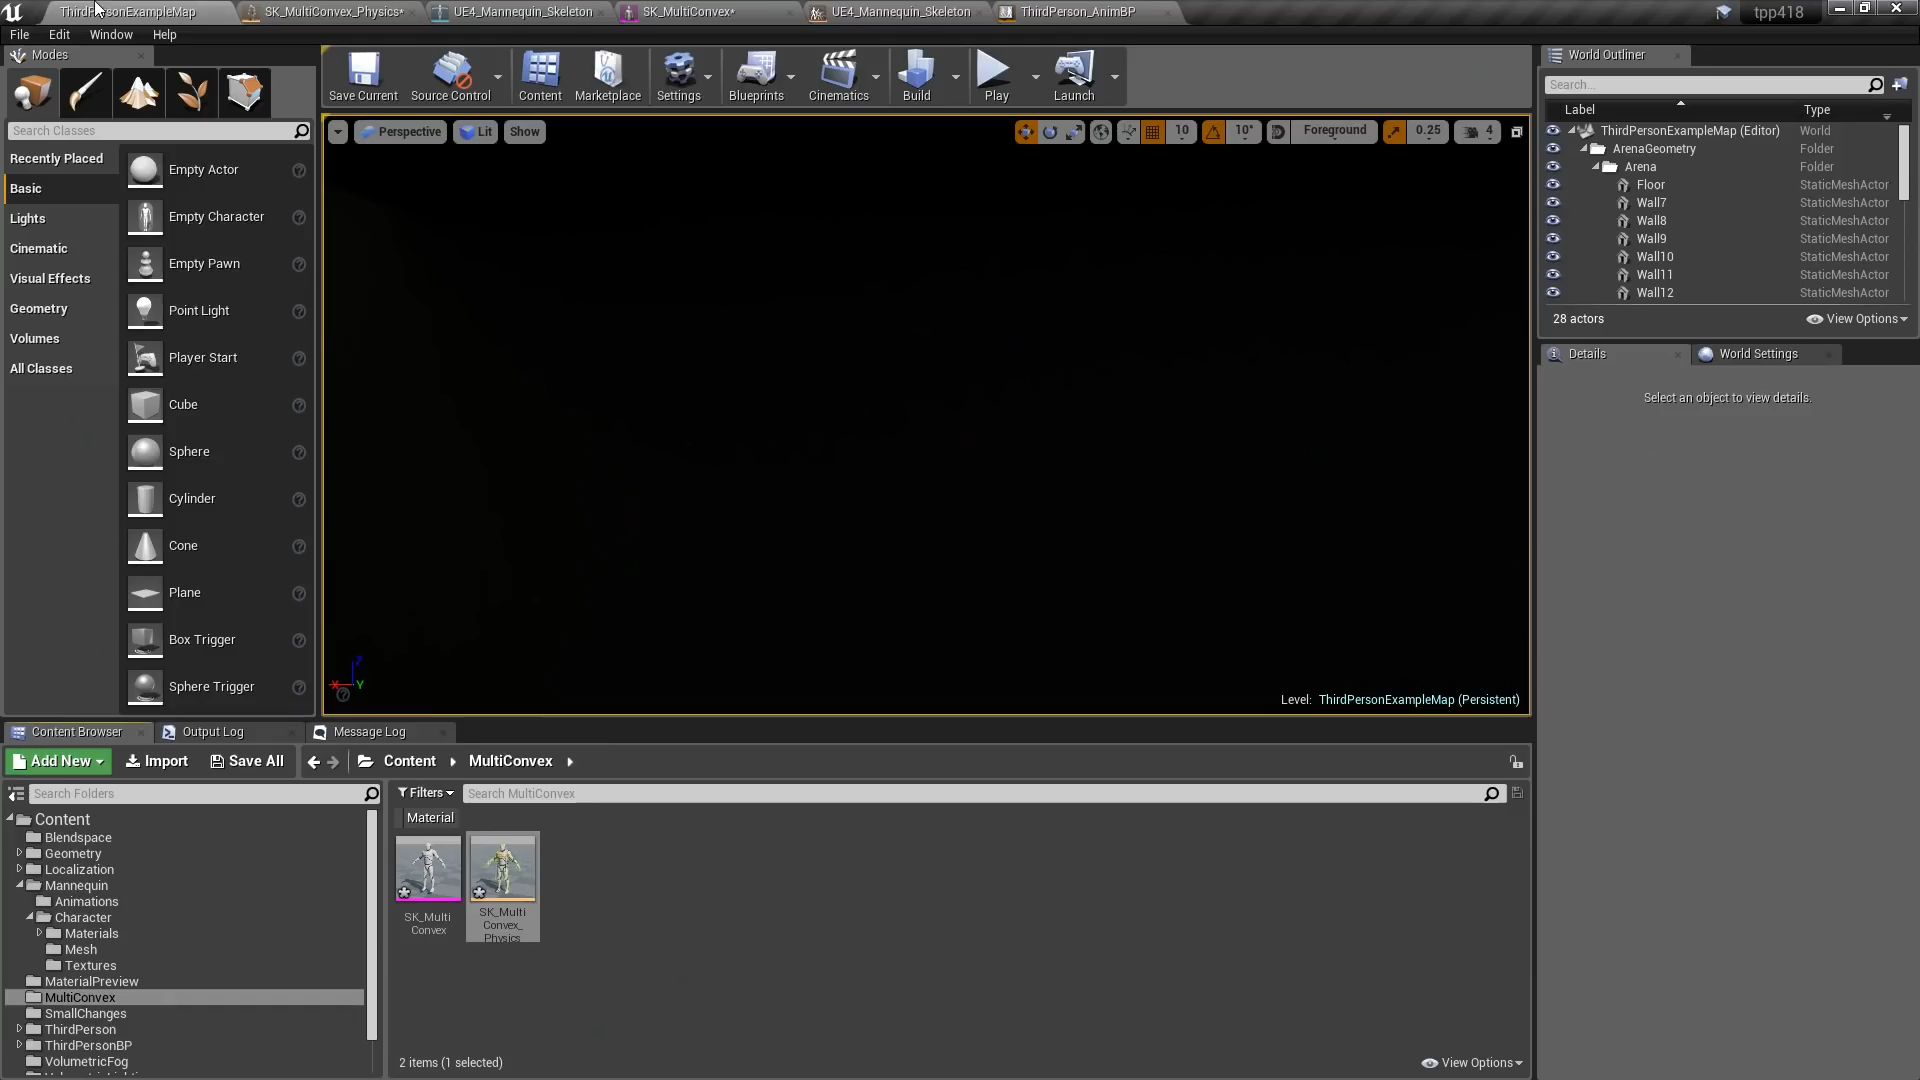 ThirdPersonExampleMap
SK_MultiConvex_Physics*
UE4_Mannequin_Skeleton
SK_MultiConvex*
UE4_Mannequin_Skeleton
ThirdPerson_AnimBP
tpp418
File Edit Window Help
Modes
Save Current
Source Control
Content
Marketplace
Settings
Blueprints
Cinematics
Build
Play
Launch
Search Classes
Recently Placed
Basic
Lights
Cinematic
Visual Effects
Geometry
Volumes
All Classes
Empty Actor
Empty Character
Empty Pawn
Point Light
Player Start
Cube
Sphere
Cylinder
Cone
Plane
Box Trigger
Sphere Trigger
Perspective
Lit
Show
10
10°
Foreground
0.25
4
Z
X
Y
Level: ThirdPersonExampleMap (Persistent)
World Outliner
Search...
Label Type
ThirdPersonExampleMap (Editor) World
ArenaGeometry Folder
Arena Folder
Floor StaticMeshActor
Wall7 StaticMeshActor
Wall8 StaticMeshActor
Wall9 StaticMeshActor
Wall10 StaticMeshActor
Wall11 StaticMeshActor
Wall12 StaticMeshActor
28 actors
View Options
Details
World Settings
Select an object to view details.
Content Browser
Output Log
Message Log
Add New
Import
Save All
Content
MultiConvex
Search Folders
Content
Blendspace
Geometry
Localization
Mannequin
Animations
Character
Materials
Mesh
Textures
MaterialPreview
MultiConvex
SmallChanges
ThirdPerson
ThirdPersonBP
VolumetricFog
Filters
Search MultiConvex
Material
SK_Multi
Convex
SK_Multi
Convex_
Physics
2 items (1 selected)
View Options